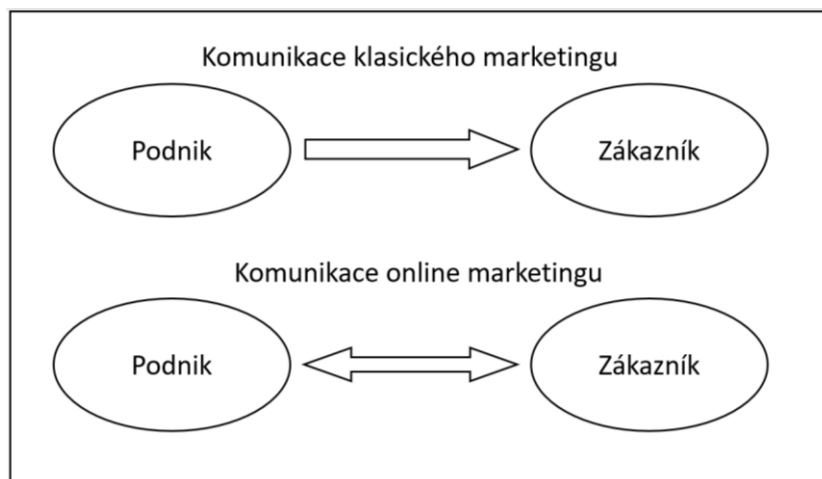 Komunikace klasického marketingu
Podnik
Zákazník
Komunikace online marketingu
Podnik
Zákazník